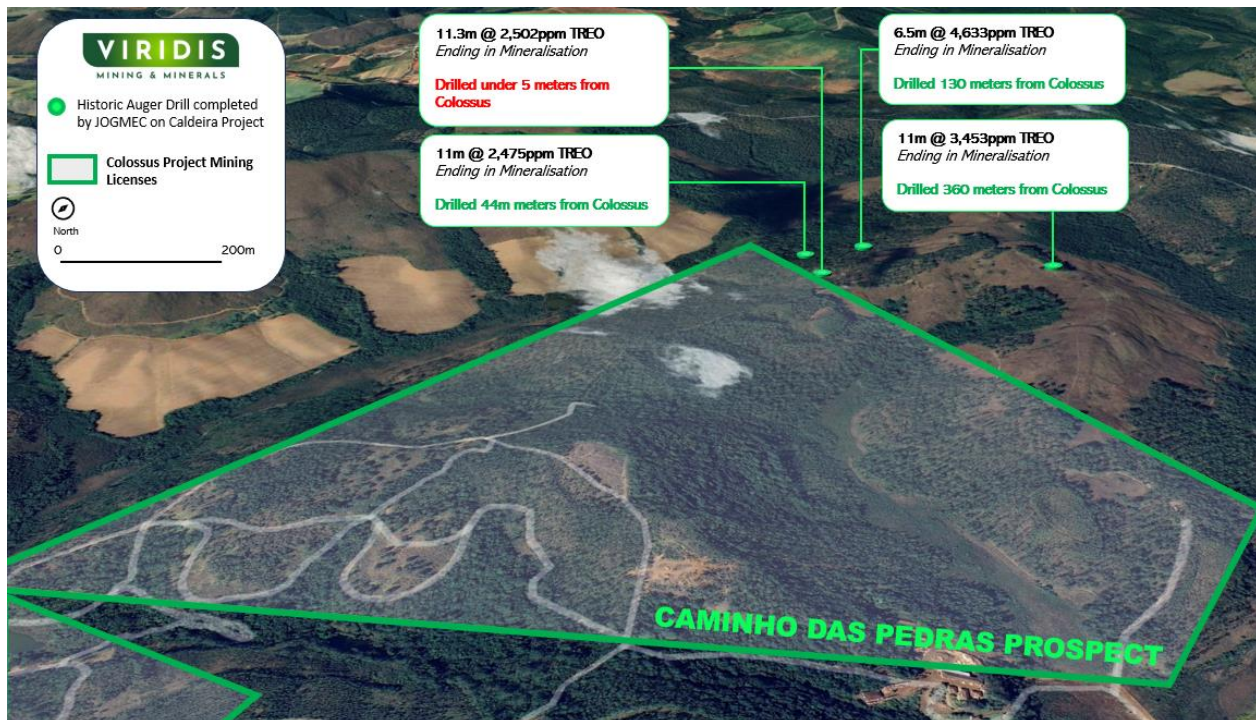 VIRIDIS
MINING & MINERALS
Historic Auger Drill completed
by JOGMEC on Caldeira Project
Colossus Project Mining
Licenses
North
0 200m
11.3m @ 2,502ppm TREO
Ending in Mineralisation
Drilled under 5 meters from
Colossus
11m @ 2,475ppm TREO
Ending in Mineralisation
Drilled 44m meters from Colossus
6.5m @ 4,633ppm TREO
Ending in Mineralisation
Drilled 130 meters from Colossus
11m @ 3,453ppm TREO
Ending in Mineralisation
Drilled 360 meters from Colossus
CAMINHO DAS PEDRAS PROSPECT